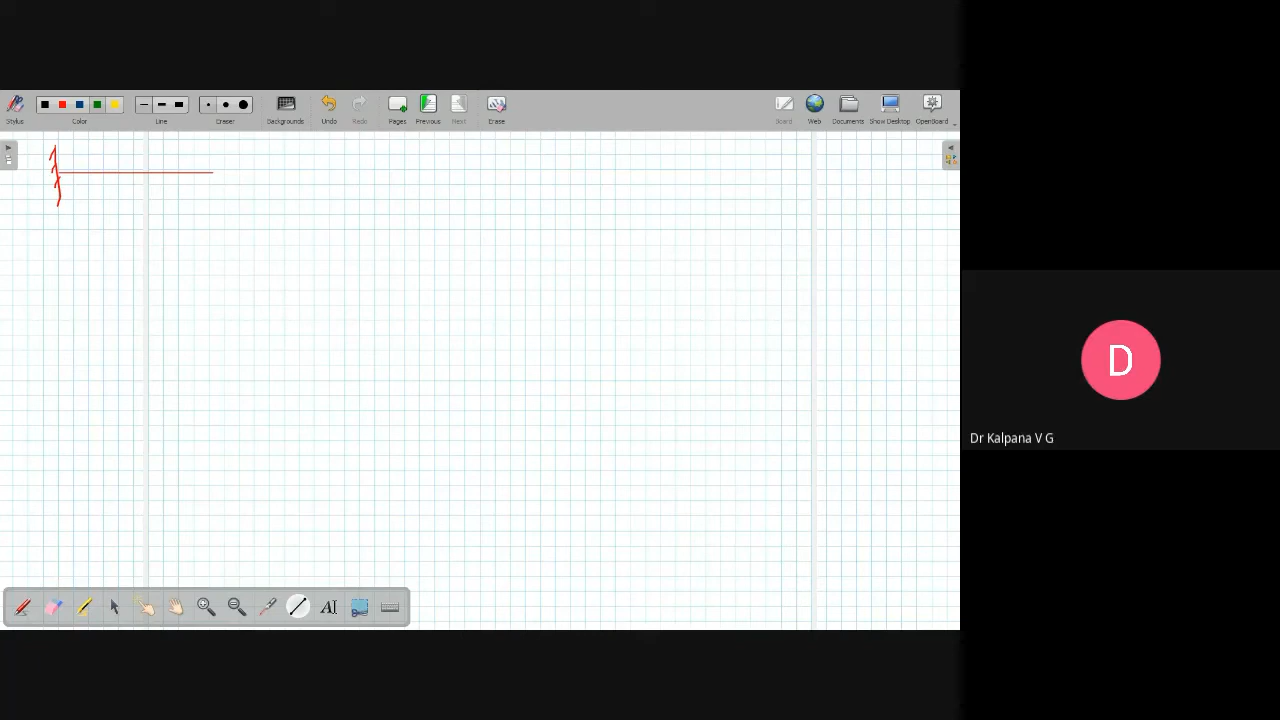 Stylus
Color
Line
Eraser
Backgrounds
Undo
Redo
Pages
Previous
Next
Erase
Board
Web
Documents
Show Desktop
OpenBoard
AI
D
Dr Kalpana V G